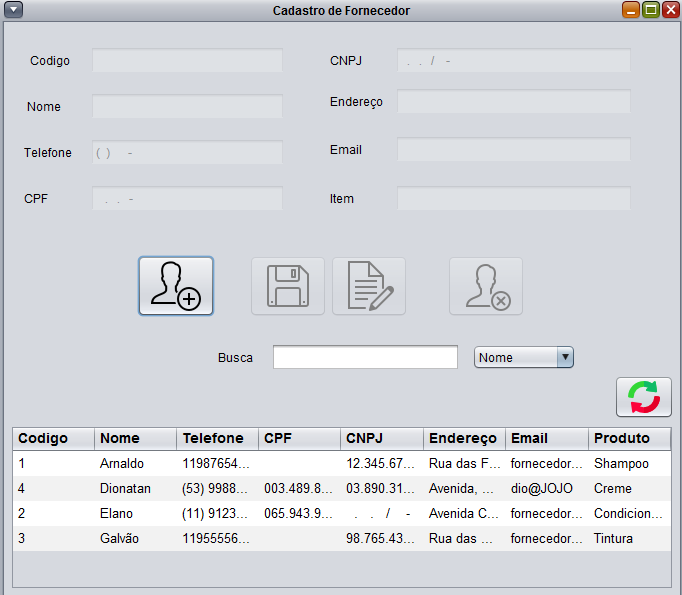 Cadastro de Fornecedor
Codigo
CNPJ . . / -
Nome
Endereço
Telefone ( ) -
Email
CPF . . -
Item
Busca Nome
Codigo Nome Telefone CPF CNPJ Endereço Email Produto
1 Arnaldo 11987654... 12.345.67... Rua das F... fornecedor... Shampoo
4 Dionatan (53) 9988... 003.489.8... 03.890.31... Avenida, ... dio@JOJO Creme
2 Elano (11) 9123... 065.943.9... . . / - Avenida C... fornecedor... Condicion...
3 Galvão 11955556... 98.765.43... Rua das ... fornecedor... Tintura